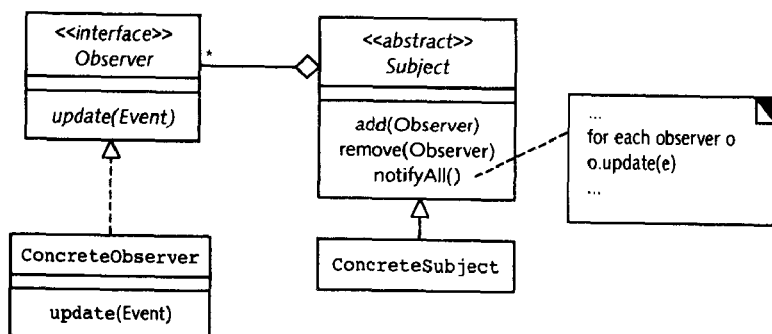 <<interface>>
Observer
update(Event)
*
<<abstract>>
Subject
add(Observer)
remove(Observer)
notifyAll()
...
for each observer o
o.update(e)
...
ConcreteObserver
update(Event)
ConcreteSubject